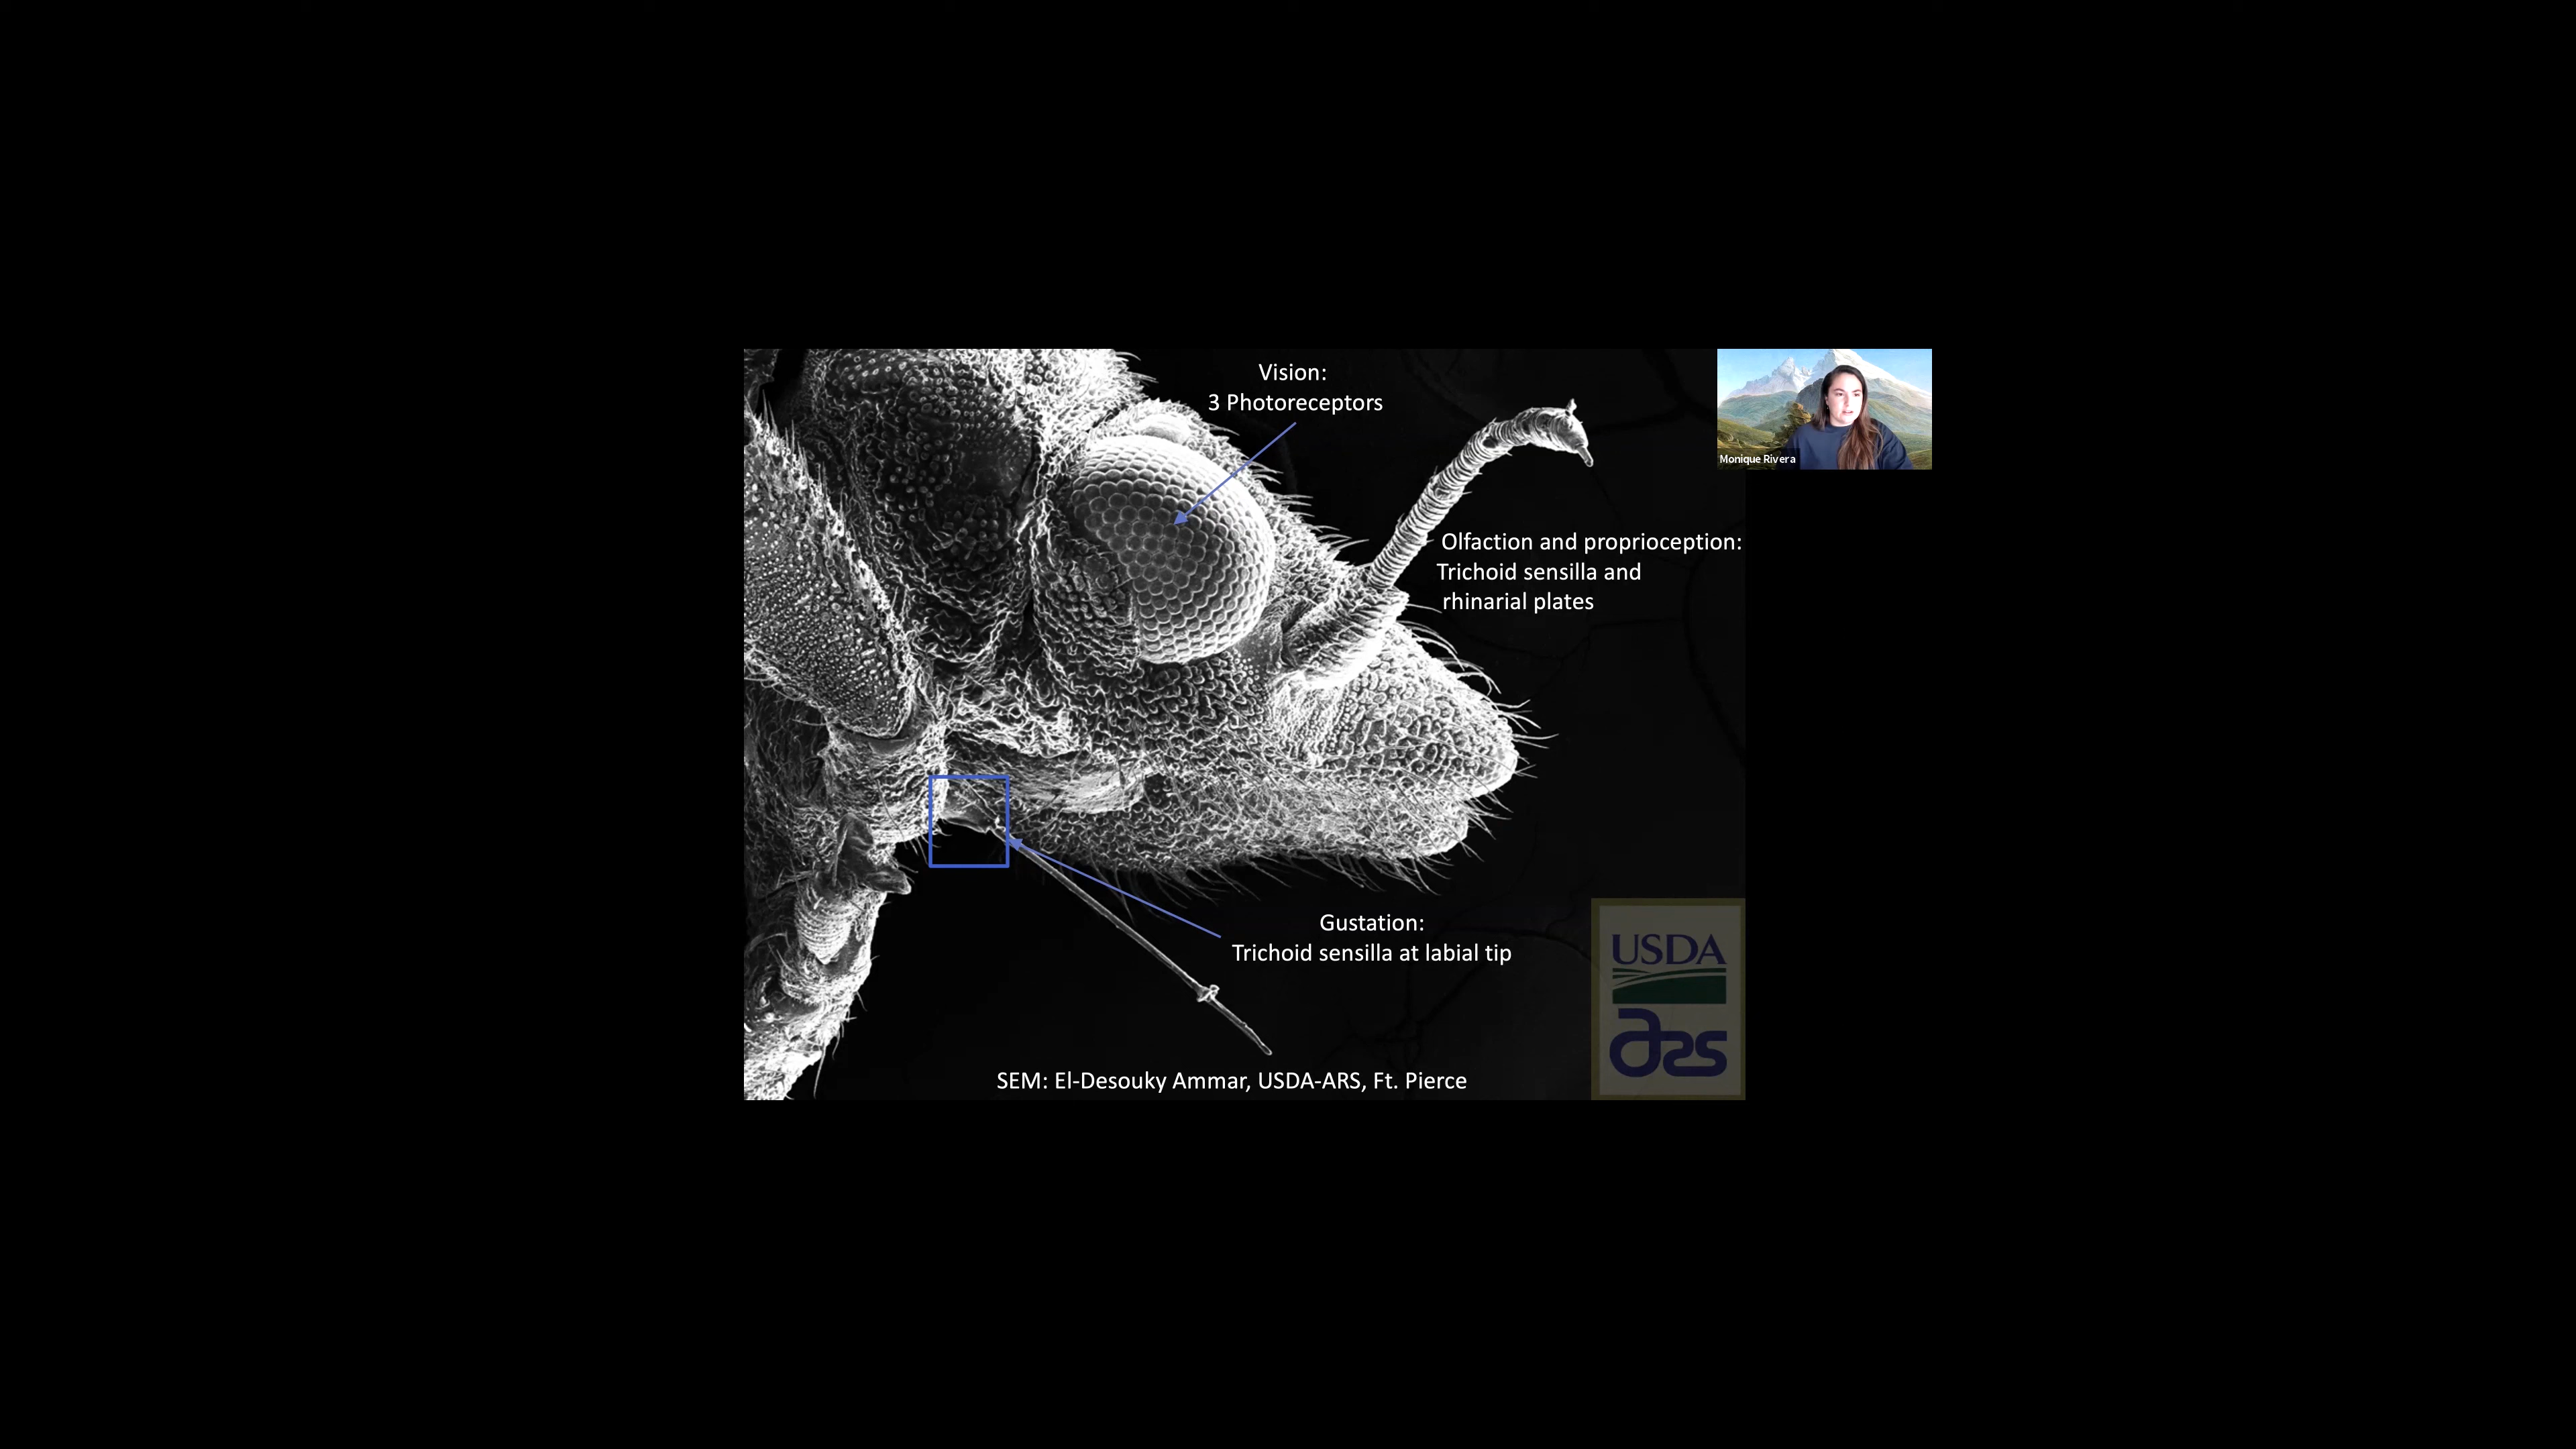 Vision:
3 Photoreceptors
Monique Rivera
Olfaction and proprioception:
Trichoid sensilla and
rhinarial plates
Gustation:
Trichoid sensilla at labial tip
USDA
ars
SEM: El-Desouky Ammar, USDA-ARS, Ft. Pierce